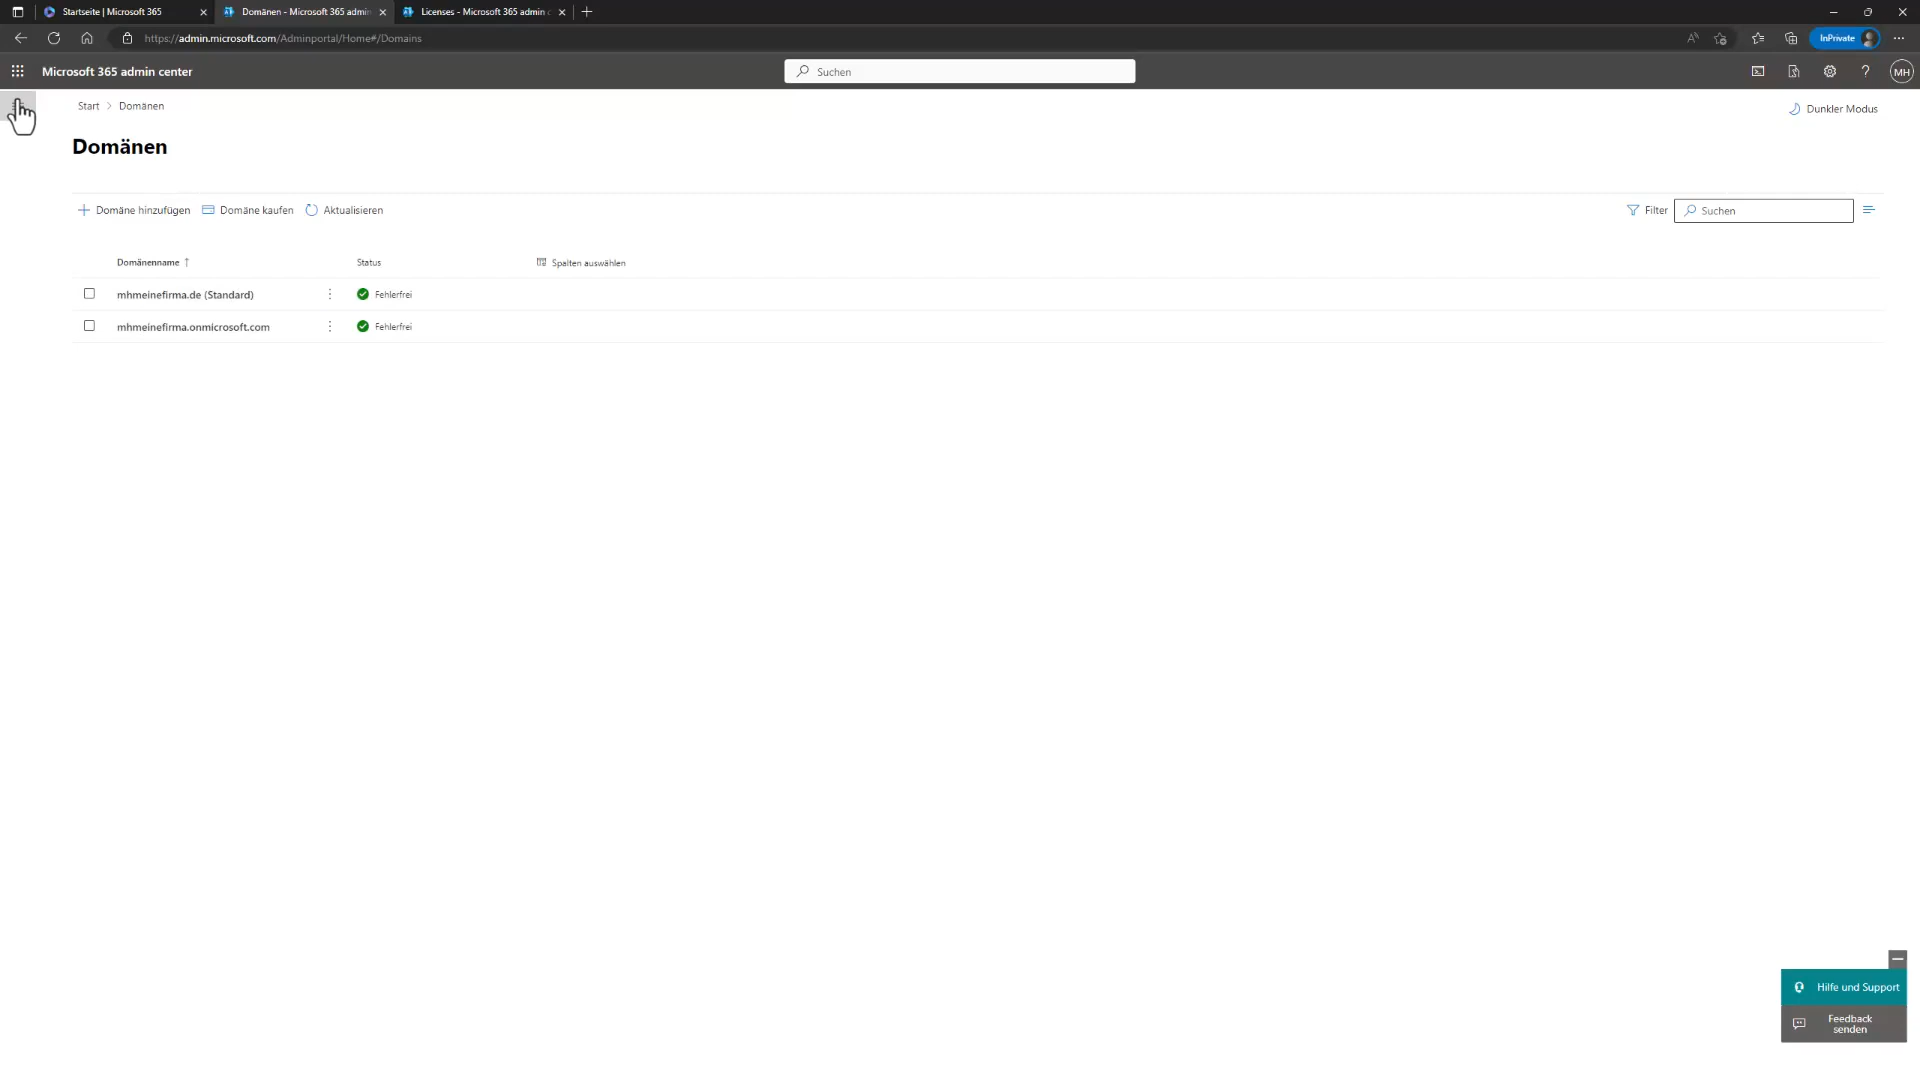 Startseite | Microsoft 365
Domänen - Microsoft 365 admin
Licenses - Microsoft 365 admin c
https://admin.microsoft.com/Adminportal/Home#/Domains
InPrivate
Microsoft 365 admin center
Suchen
MH
Start > Domänen
Dunkler Modus
Domänen
Domäne hinzufügen
Domäne kaufen
Aktualisieren
Filter
Suchen
Domänenname ↑
Status
Spalten auswählen
mhmeinefirma.de (Standard)
Fehlerfrei
mhmeinefirma.onmicrosoft.com
Fehlerfrei
Hilfe und Support
Feedback
senden